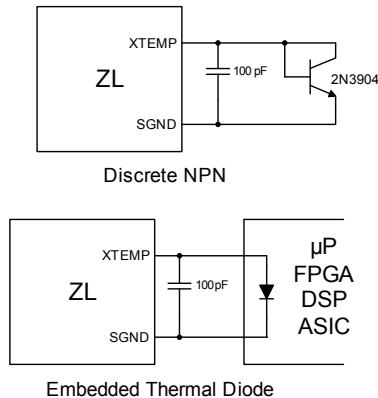 XTEMP
ZL
100 pF
2N3904
SGND
Discrete NPN
µP
XTEMP
FPGA
ZL
100pF
DSP
ASIC
SGND
Embedded Thermal Diode